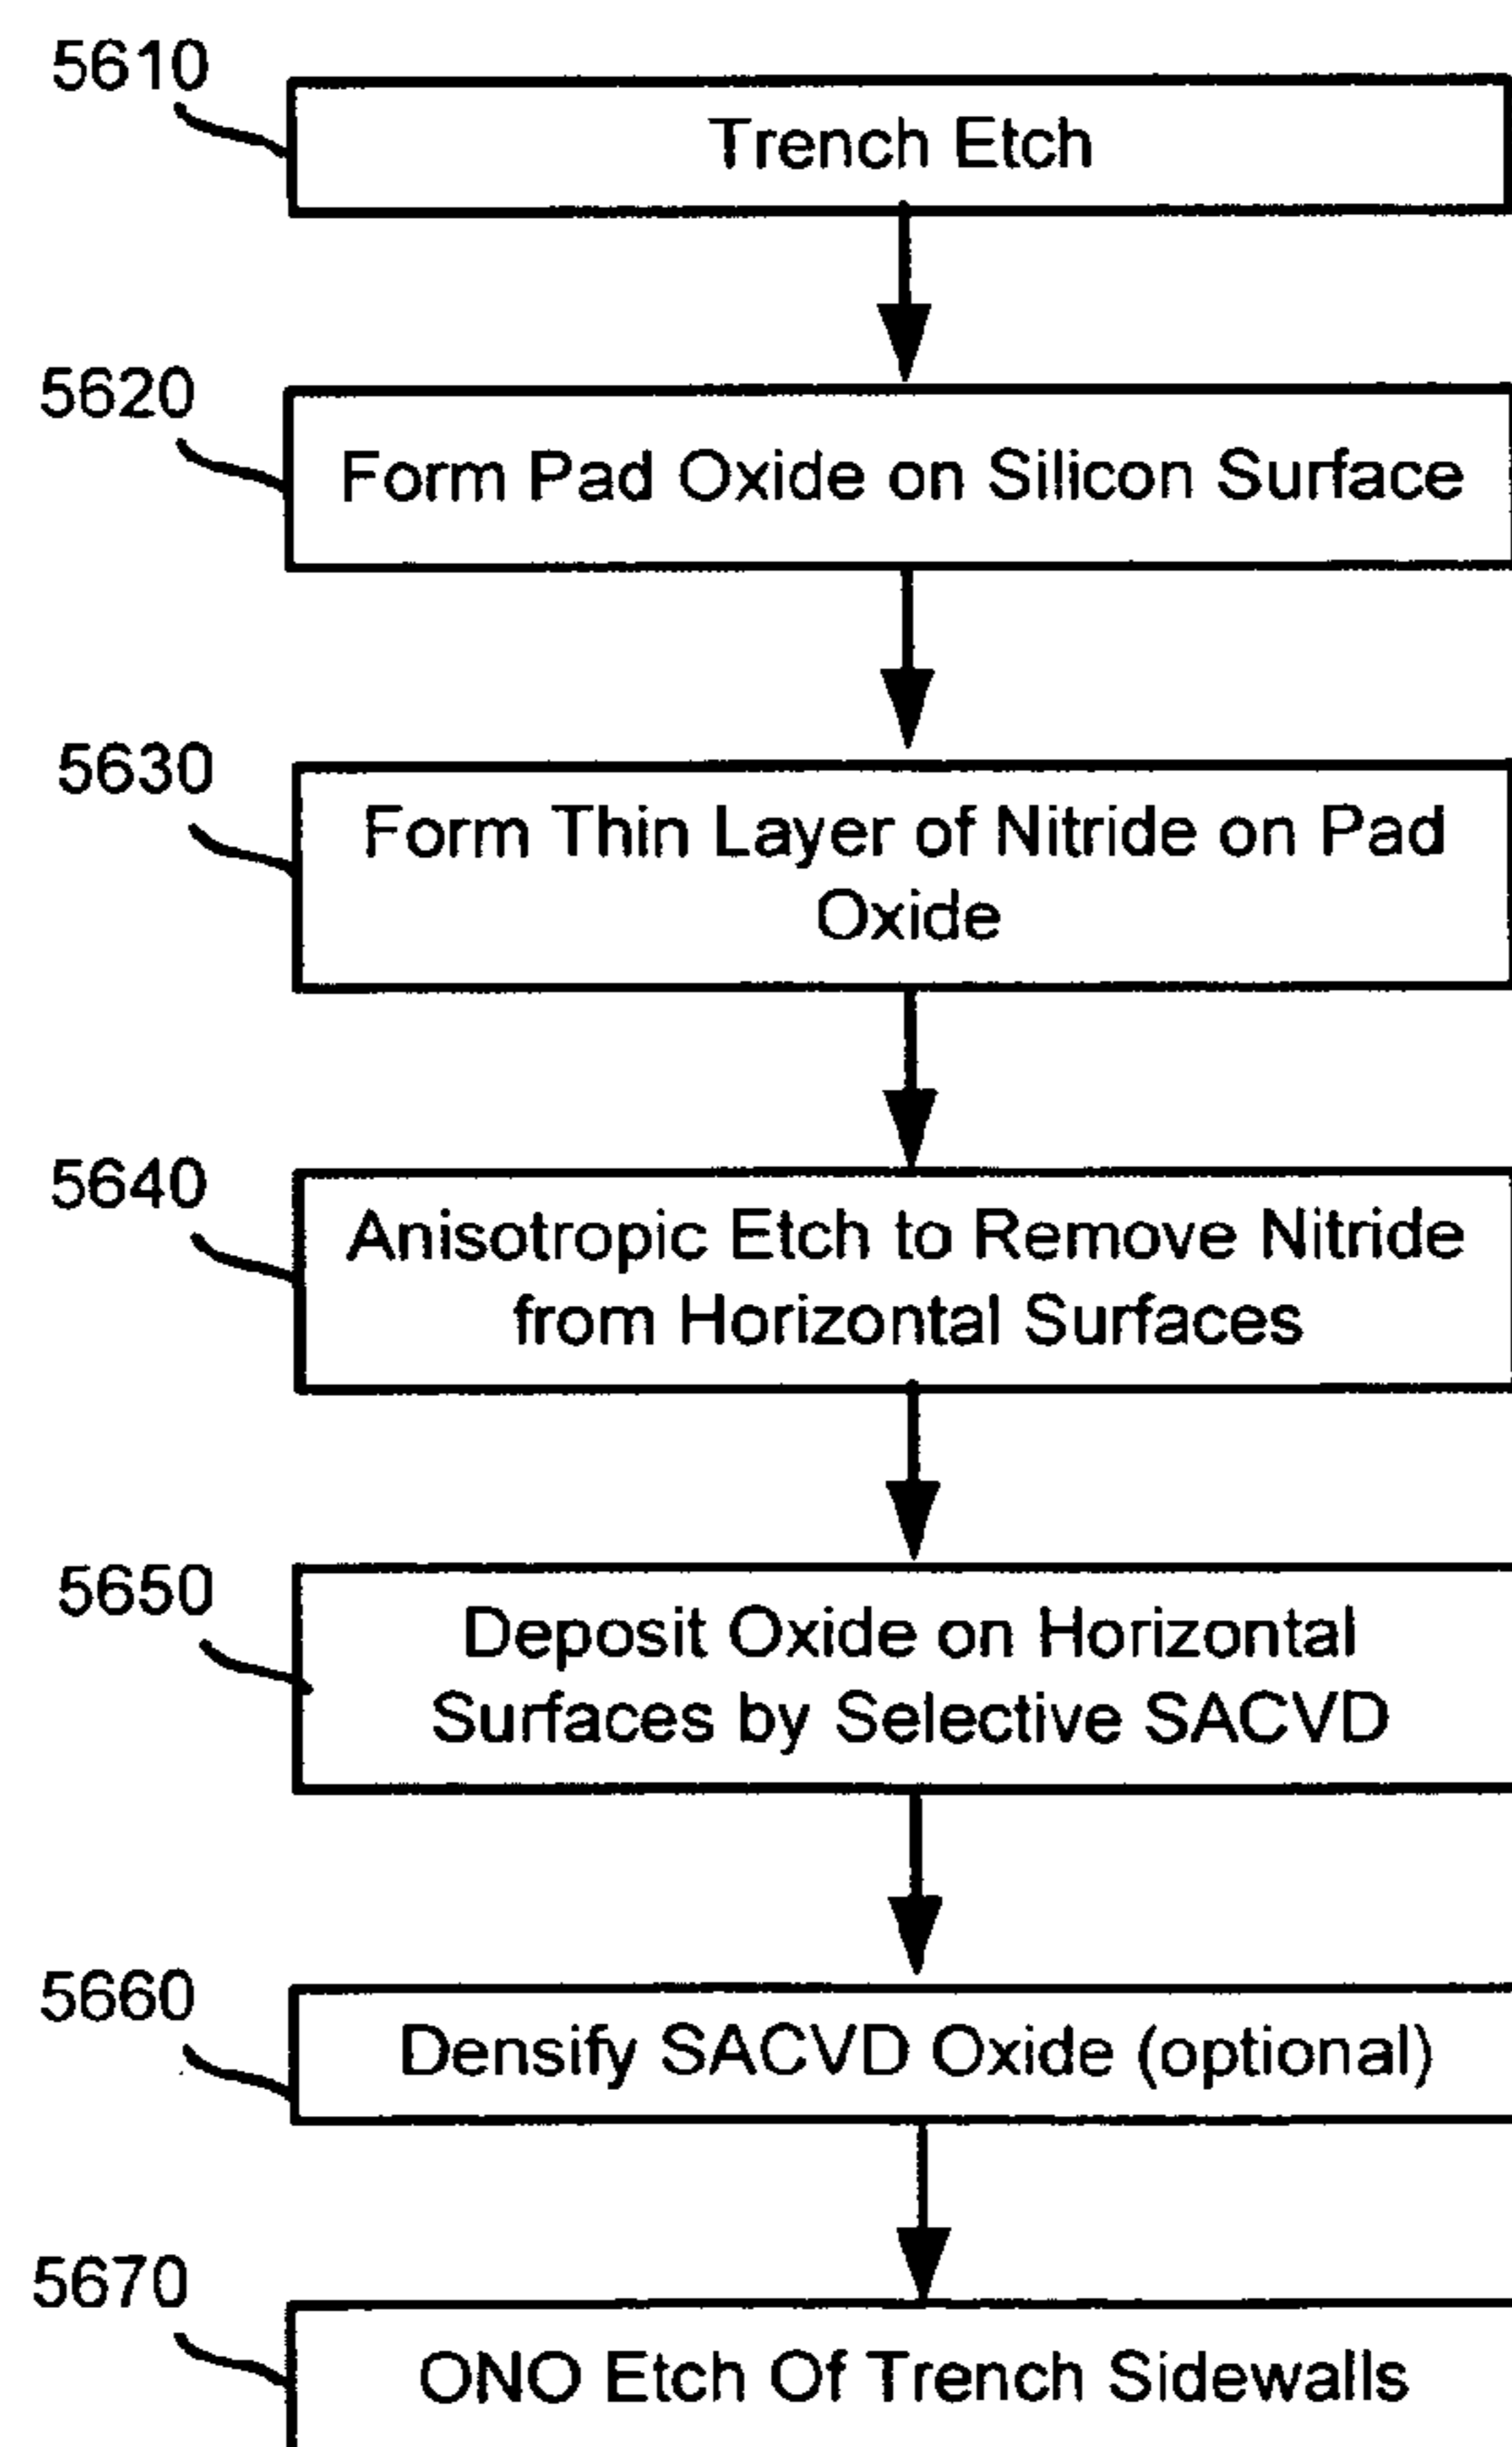 5610
Trench Etch
5620
Form Pad Oxide on Silicon Surface
5630
Form Thin Layer of Nitride on Pad
Oxide
5640
Anisotropic Etch to Remove Nitride
from Horizontal Surfaces
5650
Deposit Oxide on Horizontal
Surfaces by Selective SACVD
5660
Densify SACVD Oxide (optional)
5670
ONO Etch Of Trench Sidewalls